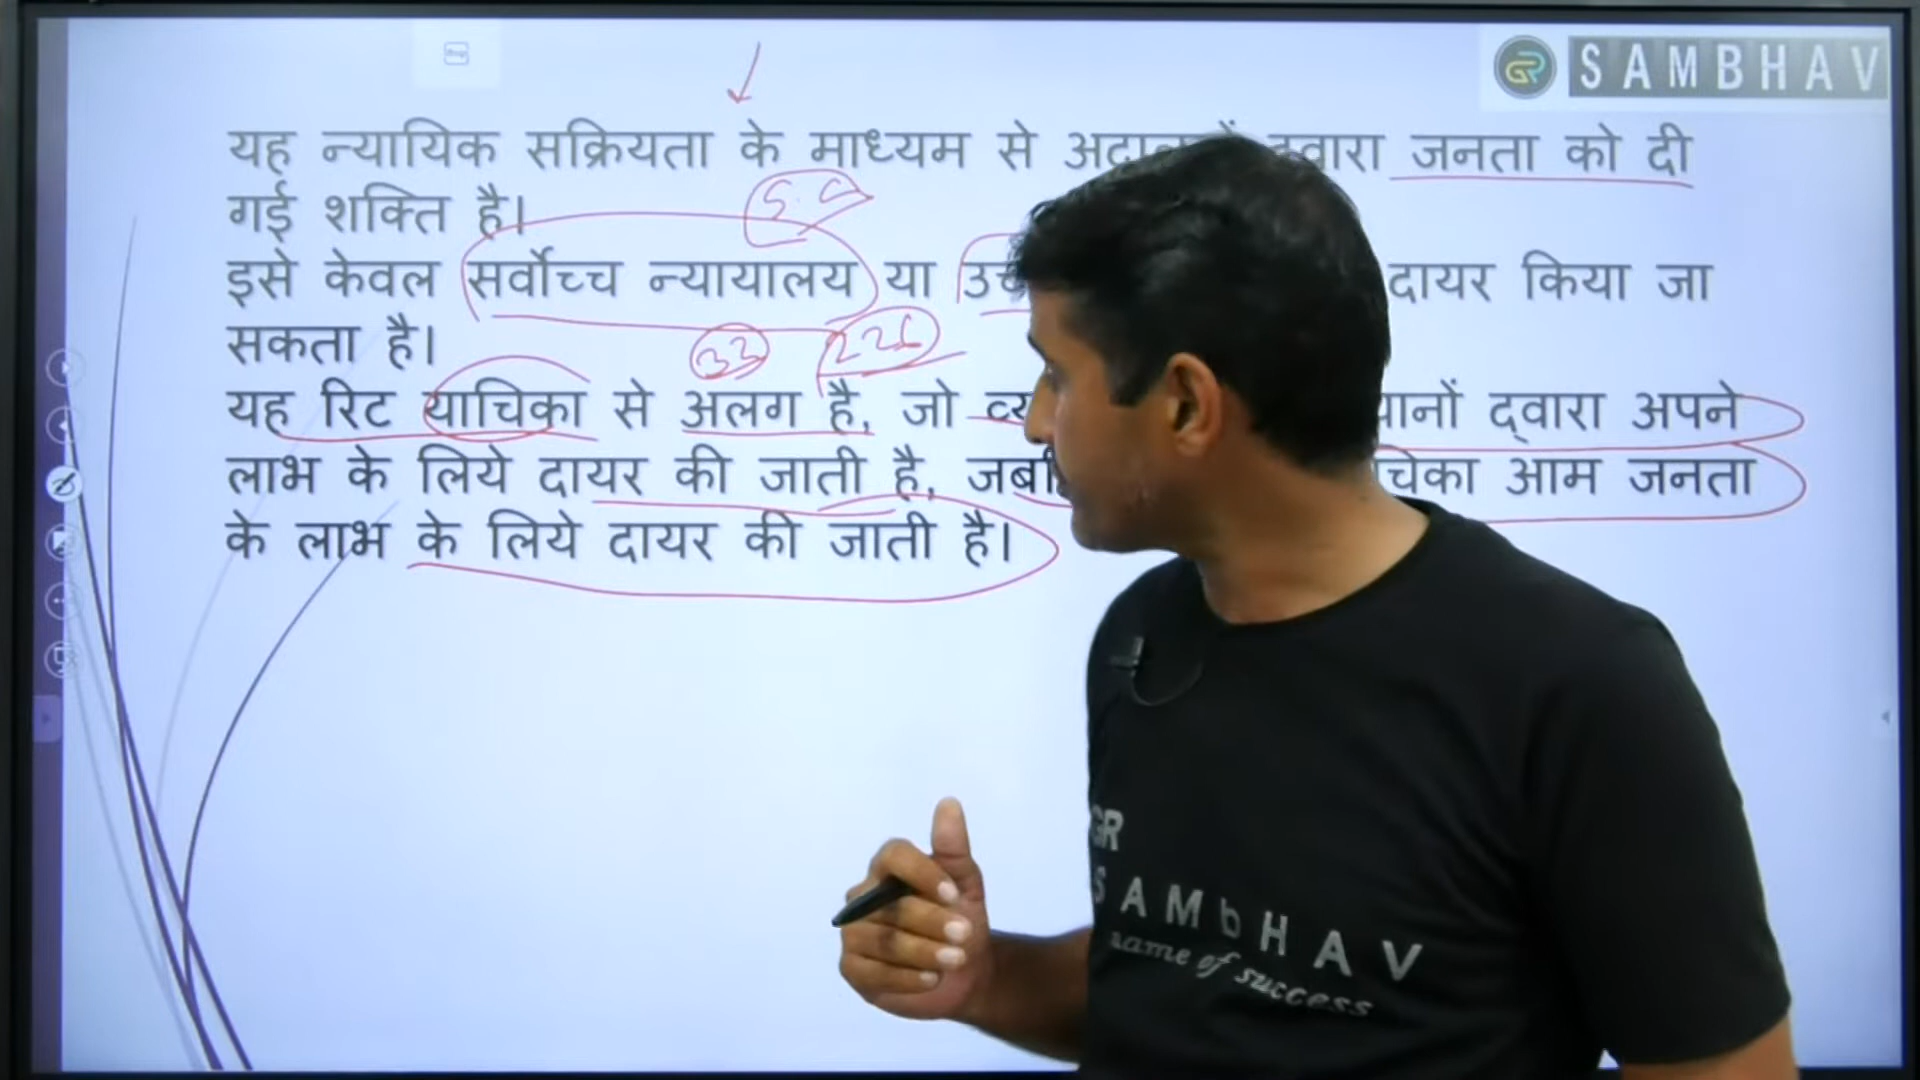 SAMBHAV
यह न्यायिक सक्रियता के माध्यम से द्वारा जनता को दी
गई शक्ति है।
S.C
इसे केवल सर्वोच्च न्यायालय या दायर किया जा
सकता है।
32 226
यह रिट याचिका से अलग है, जो द्वारा अपने
लाभ के लिये दायर की जाती है, आम जनता
के लाभ के लिये दायर की जाती है।
GR
SAMbHAV
name of success